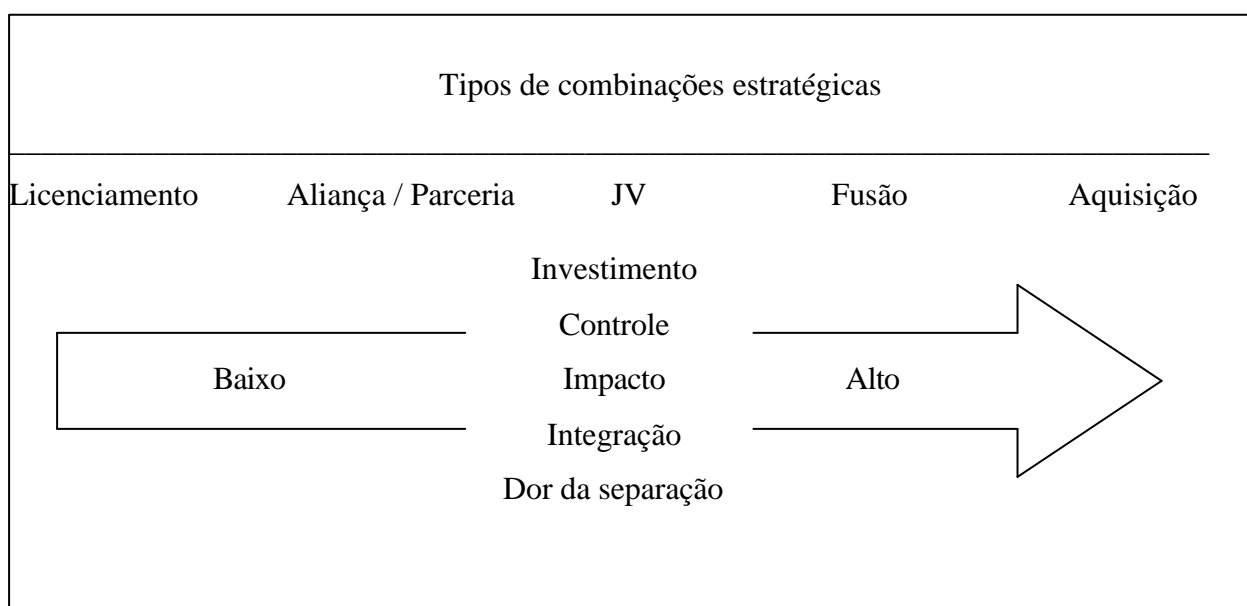 Tipos de combinações estratégicas
Licenciamento Aliança / Parceria JV Fusão Aquisição
Investimento
Controle
Baixo Impacto Alto
Integração
Dor da separação